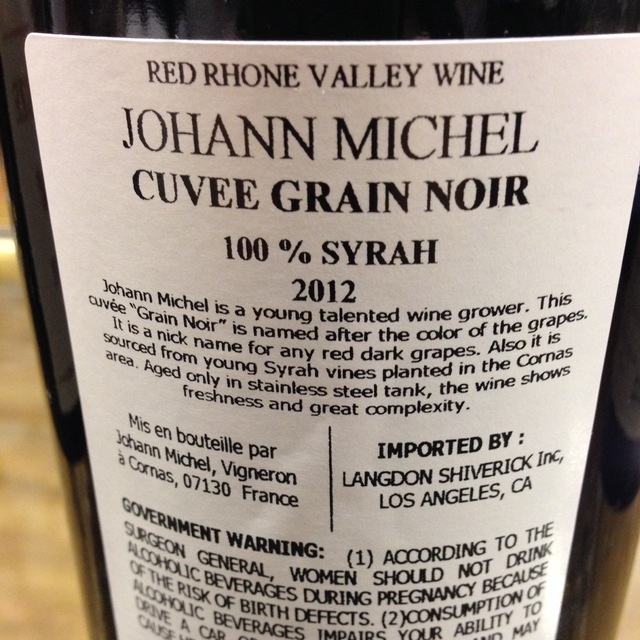 RED RHONE VALLEY WINE
JOHANN MICHEL
CUVEE GRAIN NOIR
100 % SYRAH
2012
Johann Michel is a young talented wine grower. This
cuvée "Grain Noir" is named after the color of the grapes.
It is a nick name for any red dark grapes. Also it is
sourced from young Syrah vines planted in the Cornas
area. Aged only in stainless steel tank, the wine shows
freshness and great complexity.
Mis en bouteille par
Johann Michel, Vigneron
à Cornas, 07130 France
IMPORTED BY :
LANGDON SHIVERICK Inc,
LOS ANGELES, CA
GOVERNMENT WARNING: (1) ACCORDING TO THE
SURGEON GENERAL, WOMEN SHOULD NOT DRINK
ALCOHOLIC BEVERAGES DURING PREGNANCY BECAUSE
OF THE RISK OF BIRTH DEFECTS. (2)CONSUMPTION OF
ALCOHOLIC BEVERAGES IMPAIRS YOUR ABILITY TO
DRIVE A CAR MAY